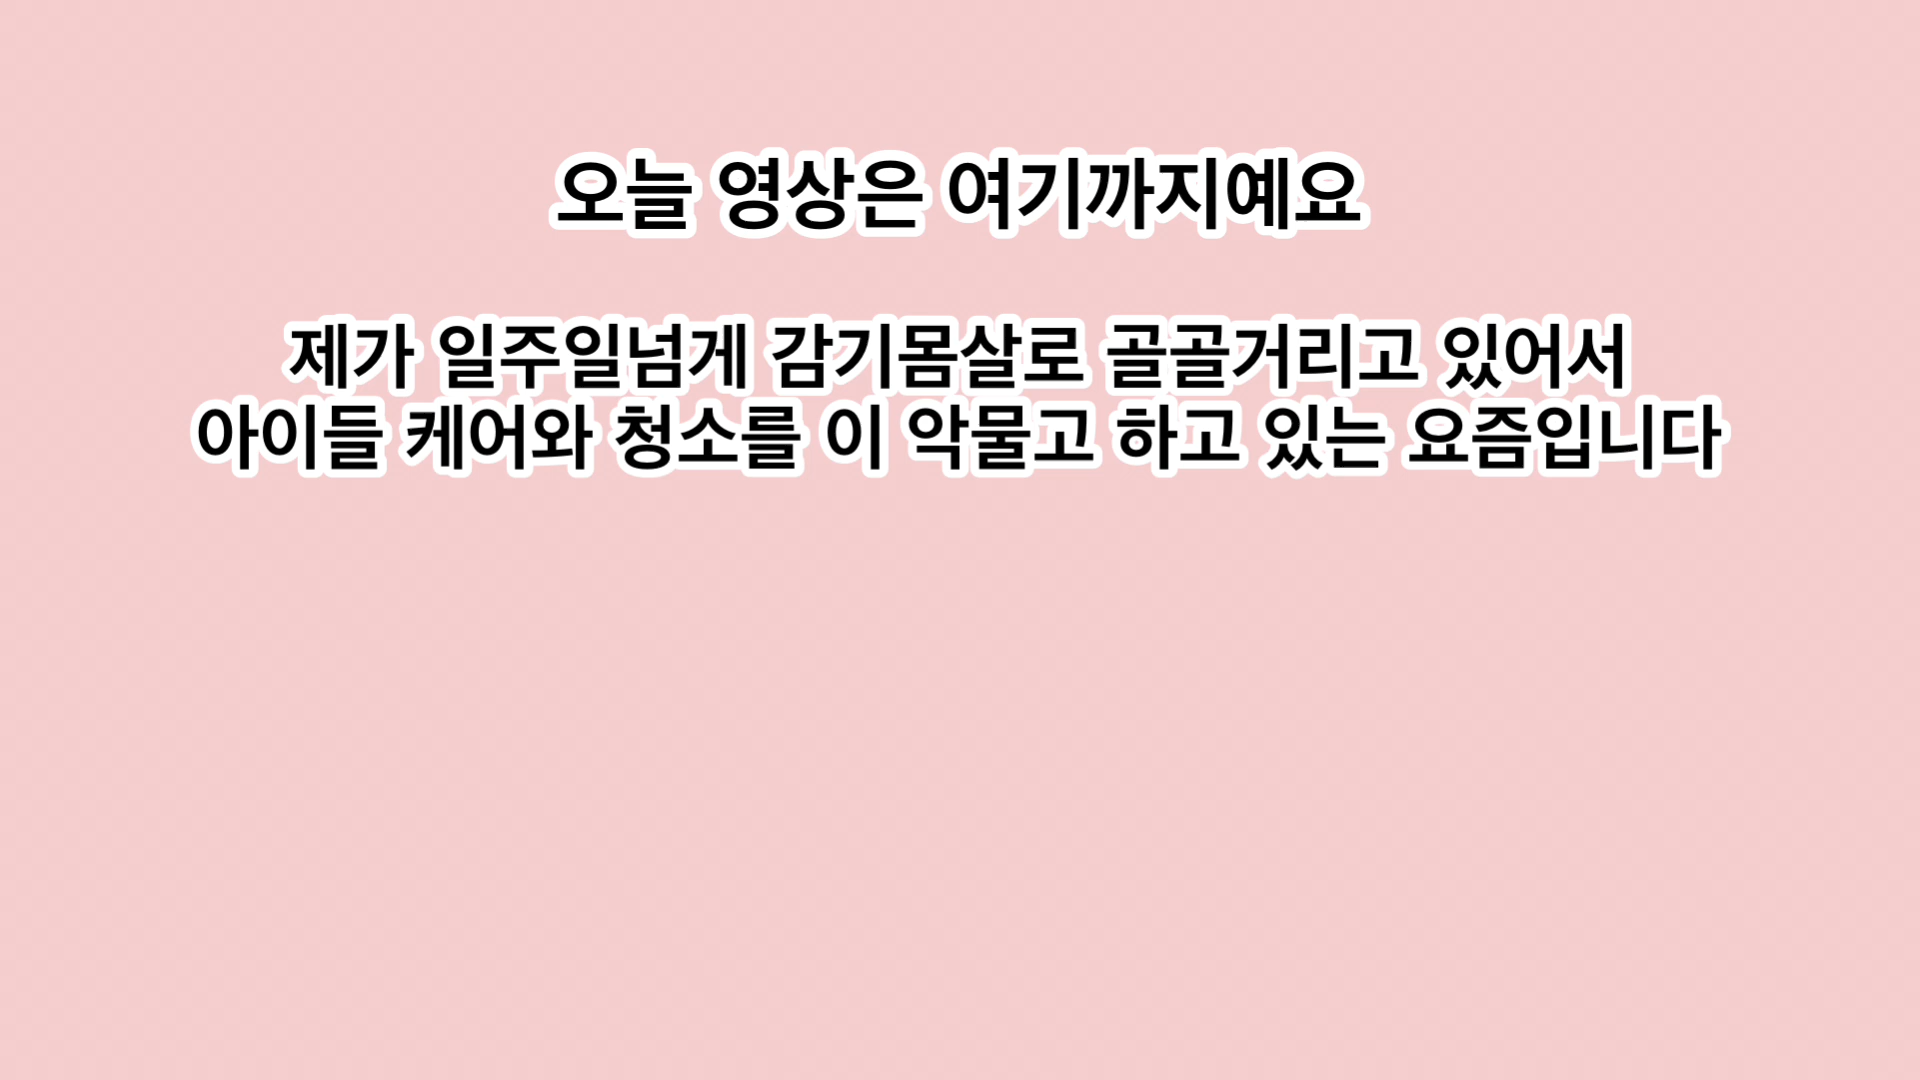 오늘 영상은 여기까지예요
제가 일주일넘게 감기몸살로 골골거리고 있어서
아이들 케어와 청소를 이 악물고 하고 있는 요즘입니다